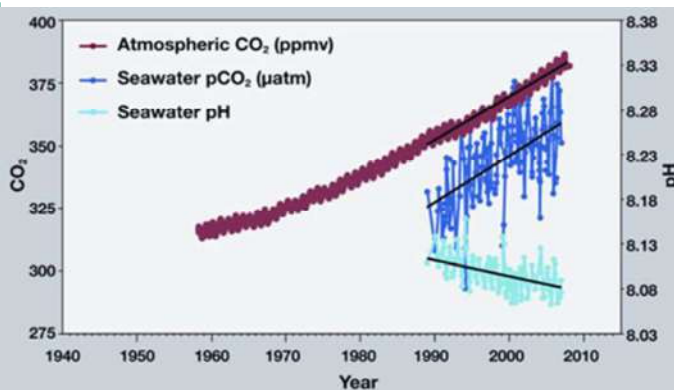 Atmospheric CO₂ (ppmv)
Seawater pCO₂ (µatm)
Seawater pH
400
375
350
325
300
275
CO₂
8.38
8.33
8.28
8.23
8.18
8.13
8.08
8.03
pH
1940 1950 1960 1970 1980 1990 2000 2010
Year